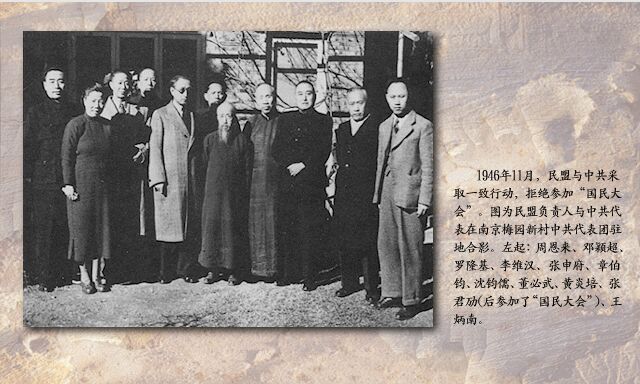 1946年11月，民盟与中共采
取一致行动，拒绝参加“国民大
会”。图为民盟负责人与中共代
表在南京梅园新村中共代表团驻
地合影。左起：周恩来、邓颖超、
罗隆基、李维汉、张申府、章伯
钧、沈钧儒、董必武、黄炎培、张
君劢(后参加了“国民大会”)、王
炳南。